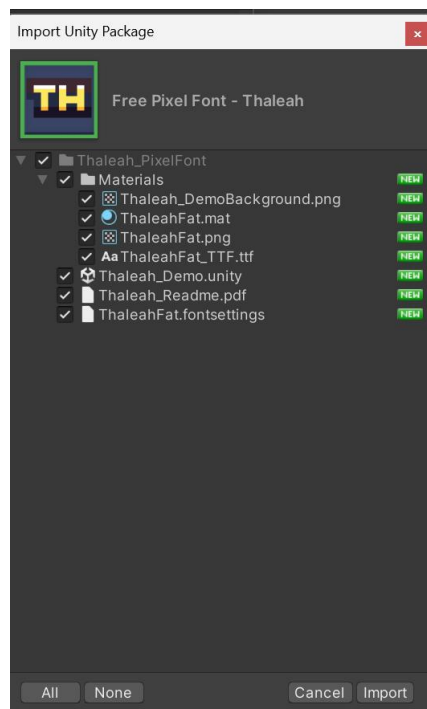 Import Unity Package
x
TH
Free Pixel Font - Thaleah
Thaleah_PixelFont
Materials NEW
Thaleah_DemoBackground.png NEW
ThaleahFat.mat NEW
ThaleahFat.png NEW
Aa ThaleahFat_TTF.ttf NEW
Thaleah_Demo.unity NEW
Thaleah_Readme.pdf NEW
ThaleahFat.fontsettings NEW
All None Cancel Import